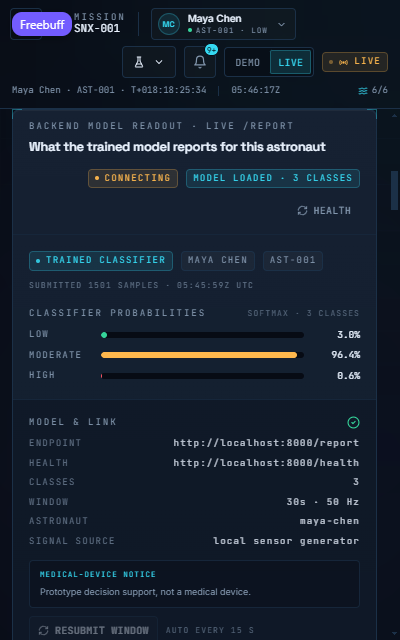 Freebuff
MISSION
SNX-001
MC
Maya Chen
AST-001 · LOW
9+
DEMO
LIVE
LIVE
Maya Chen · AST-001 · T+018:18:25:34
05:46:17Z
6/6
BACKEND MODEL READOUT · LIVE /REPORT
What the trained model reports for this astronaut
CONNECTING
MODEL LOADED · 3 CLASSES
HEALTH
TRAINED CLASSIFIER
MAYA CHEN
AST-001
SUBMITTED 1501 SAMPLES · 05:45:59Z UTC
CLASSIFIER PROBABILITIES
SOFTMAX · 3 CLASSES
LOW 3.0%
MODERATE 96.4%
HIGH 0.6%
MODEL & LINK
ENDPOINT http://localhost:8000/report
HEALTH http://localhost:8000/health
CLASSES 3
WINDOW 30s · 50 Hz
ASTRONAUT maya-chen
SIGNAL SOURCE local sensor generator
MEDICAL-DEVICE NOTICE
Prototype decision support, not a medical device.
RESUBMIT WINDOW
AUTO EVERY 15 S